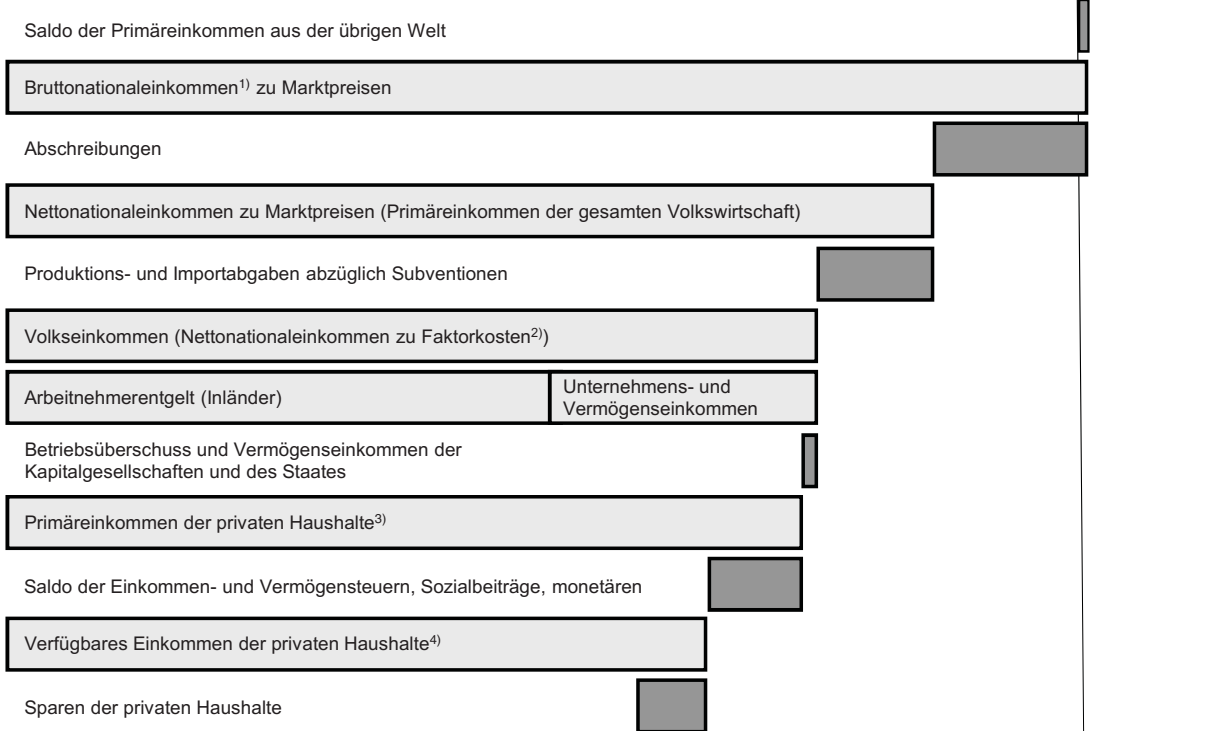 Saldo der Primäreinkommen aus der übrigen Welt
Bruttonationaleinkommen1) zu Marktpreisen
Abschreibungen
Nettonationaleinkommen zu Marktpreisen (Primäreinkommen der gesamten Volkswirtschaft)
Produktions- und Importabgaben abzüglich Subventionen
Volkseinkommen (Nettonationaleinkommen zu Faktorkosten2))
Arbeitnehmerentgelt (Inländer)
Unternehmens- und
Vermögenseinkommen
Betriebsüberschuss und Vermögenseinkommen der
Kapitalgesellschaften und des Staates
Primäreinkommen der privaten Haushalte3)
Saldo der Einkommen- und Vermögensteuern, Sozialbeiträge, monetären
Verfügbares Einkommen der privaten Haushalte4)
Sparen der privaten Haushalte